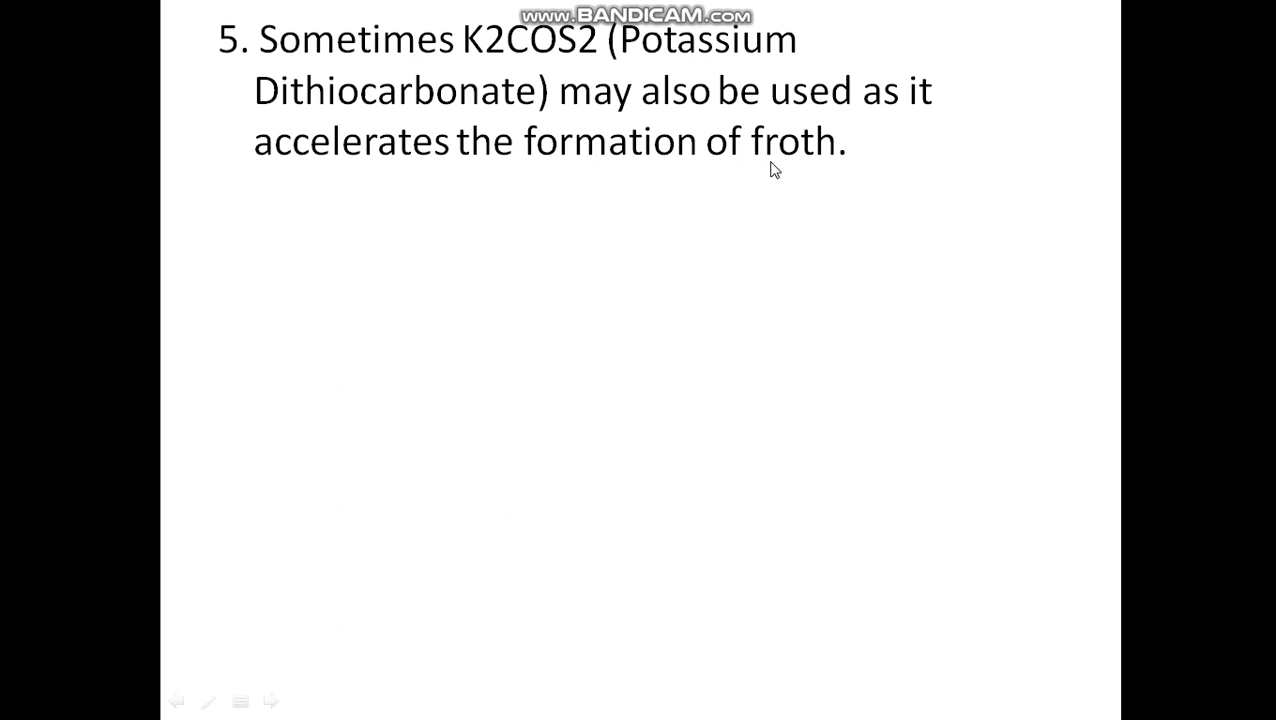 www.BANDICAM.com
5. Sometimes K2COS2 (Potassium
Dithiocarbonate) may also be used as it
accelerates the formation of froth.